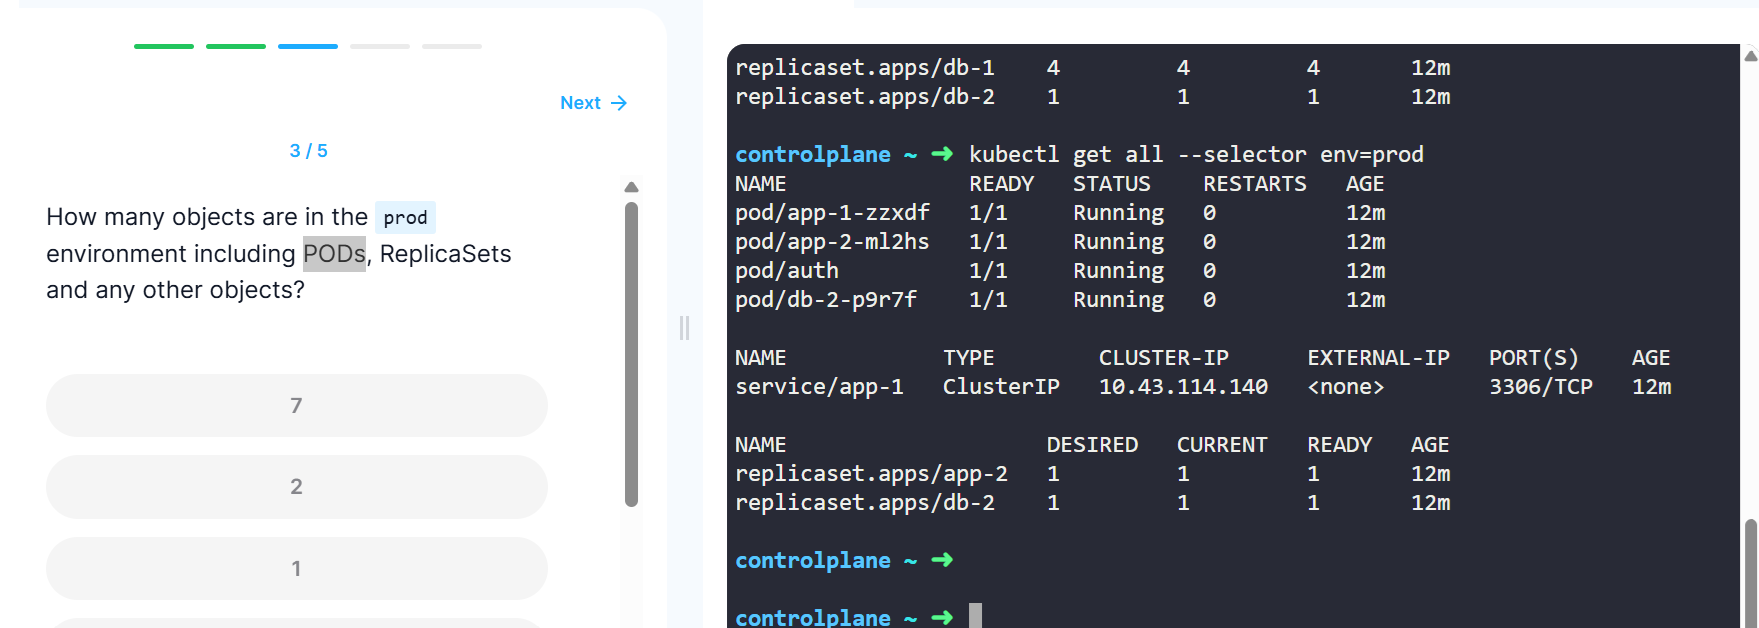 Next →
3 / 5
How many objects are in the prod
environment including PODs, ReplicaSets
and any other objects?
7
2
1
replicaset.apps/db-1 4 4 4 12m
replicaset.apps/db-2 1 1 1 12m
controlplane ~ ➜ kubectl get all --selector env=prod
NAME READY STATUS RESTARTS AGE
pod/app-1-zzxdf 1/1 Running 0 12m
pod/app-2-ml2hs 1/1 Running 0 12m
pod/auth 1/1 Running 0 12m
pod/db-2-p9r7f 1/1 Running 0 12m
NAME TYPE CLUSTER-IP EXTERNAL-IP PORT(S) AGE
service/app-1 ClusterIP 10.43.114.140 <none> 3306/TCP 12m
NAME DESIRED CURRENT READY AGE
replicaset.apps/app-2 1 1 1 12m
replicaset.apps/db-2 1 1 1 12m
controlplane ~ ➜
controlplane ~ ➜